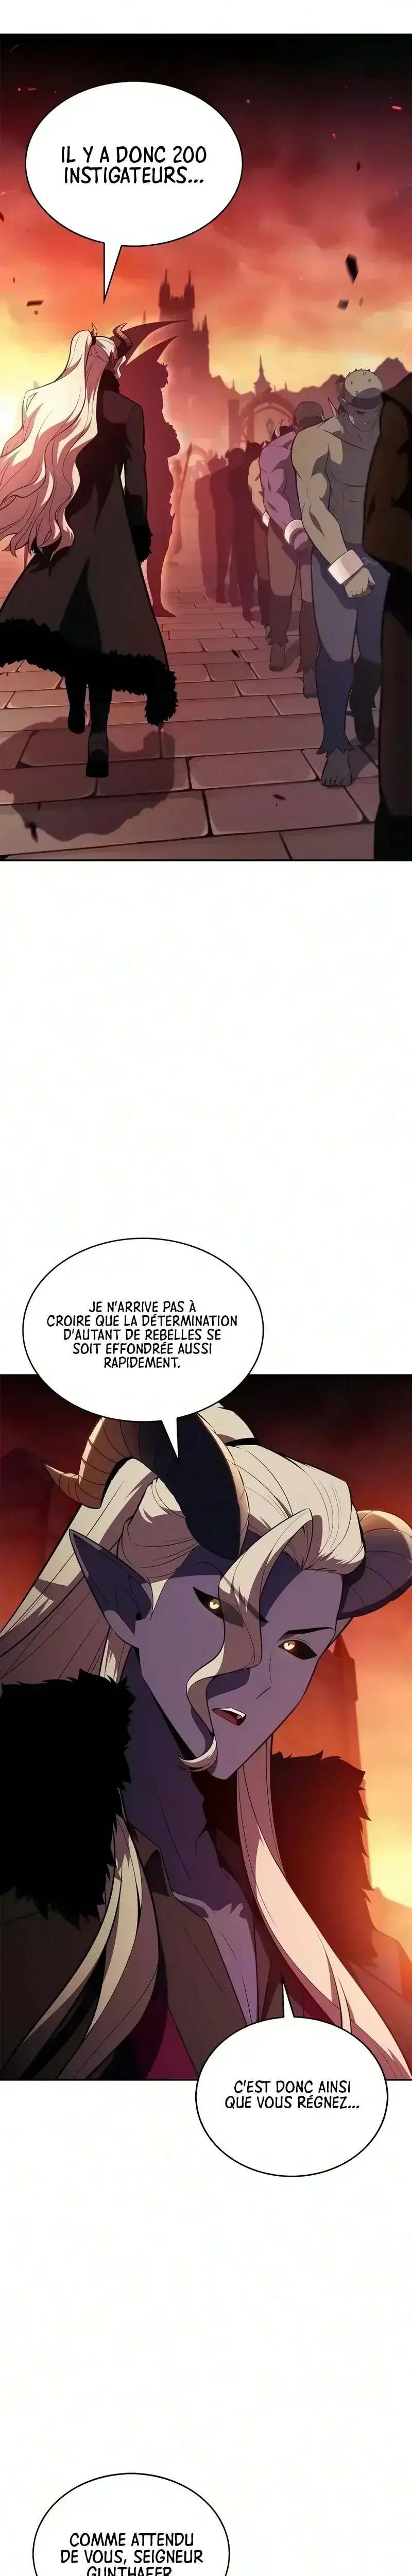 IL Y A DONC 200
INSTIGATEURS...
JE N'ARRIVE PAS À
CROIRE QUE LA DÉTERMINATION
D'AUTANT DE REBELLES SE
SOIT EFFONDRÉE AUSSI
RAPIDEMENT.
C'EST DONC AINSI
QUE VOUS RÉGNEZ...
COMME ATTENDU
DE VOUS, SEIGNEUR
GUNTHAFER